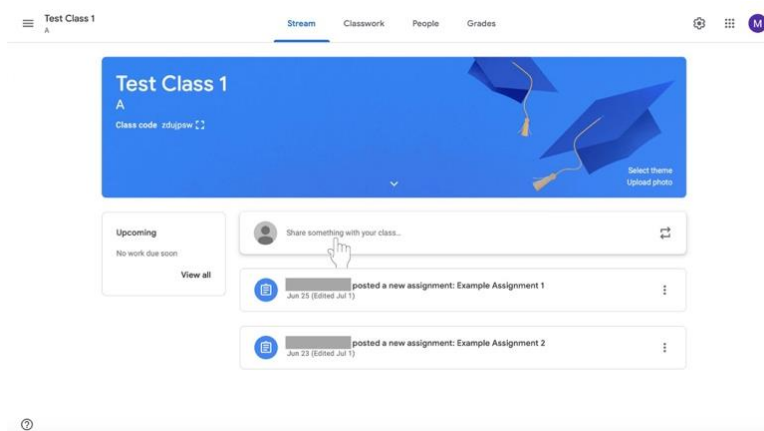 Test Class 1
A
Stream Classwork People Grades
M
Test Class 1
A
Class code zdujpsw
Select theme
Upload photo
Upcoming
No work due soon
View all
Share something with your class...
posted a new assignment: Example Assignment 1
Jun 25 (Edited Jul 1)
posted a new assignment: Example Assignment 2
Jun 23 (Edited Jul 1)